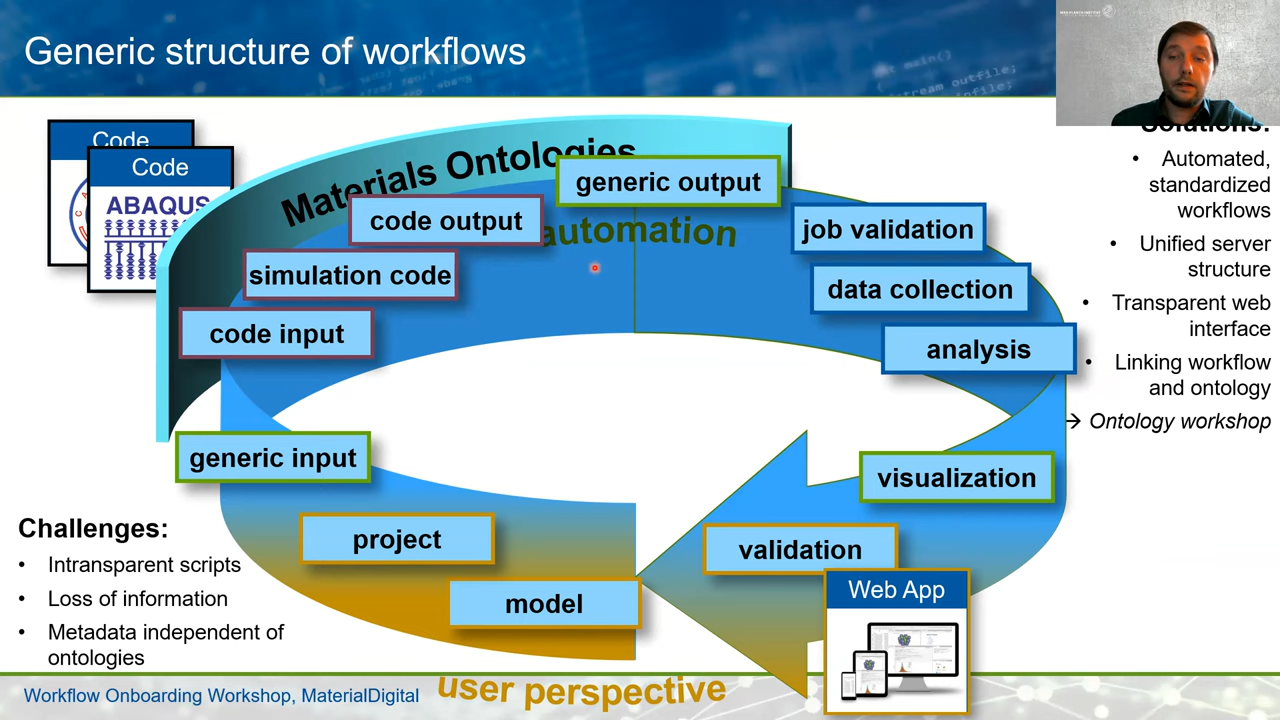 Generic structure of workflows
Code
Code
ABAQUS
Materials Ontologies
automation
generic output
code output
simulation code
code input
generic input
project
model
job validation
data collection
analysis
visualization
validation
Web App
user perspective
Solutions:
• Automated,
standardized
workflows
• Unified server
structure
• Transparent web
interface
• Linking workflow
and ontology
→ Ontology workshop
Challenges:
• Intransparent scripts
• Loss of information
• Metadata independent of
ontologies
Workflow Onboarding Workshop, MaterialDigital